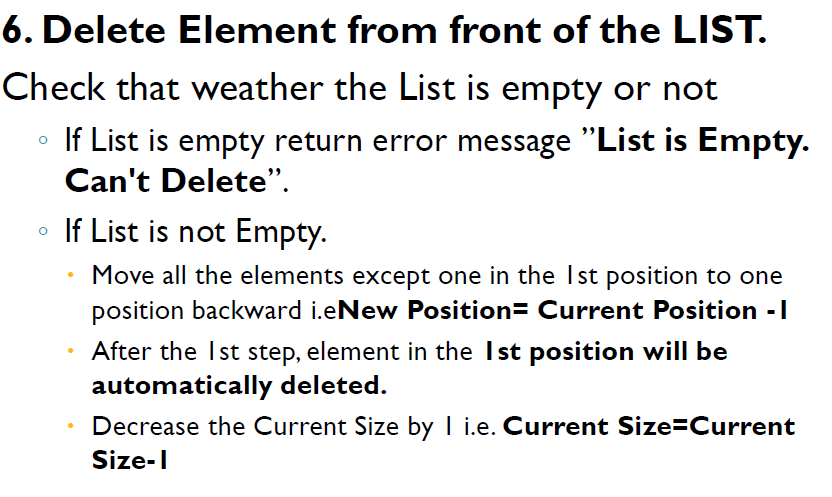 6. Delete Element from front of the LIST.
Check that weather the List is empty or not
◦ If List is empty return error message ”List is Empty.
Can't Delete”.
◦ If List is not Empty.
• Move all the elements except one in the 1st position to one
position backward i.eNew Position= Current Position -1
• After the 1st step, element in the 1st position will be
automatically deleted.
• Decrease the Current Size by 1 i.e. Current Size=Current
Size-1